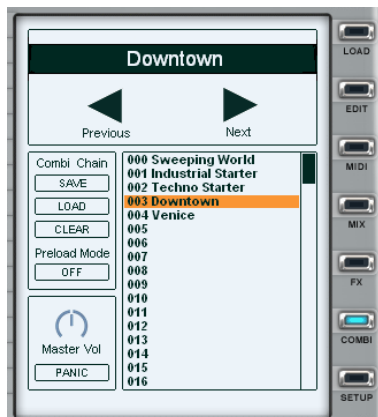 Downtown
Previous
Next
Combi Chain
SAVE
LOAD
CLEAR
Preload Mode
OFF
Master Vol
PANIC
000 Sweeping World
001 Industrial Starter
002 Techno Starter
003 Downtown
004 Venice
005
006
007
008
009
010
011
012
013
014
015
016
LOAD
EDIT
MIDI
MIX
FX
COMBI
SETUP